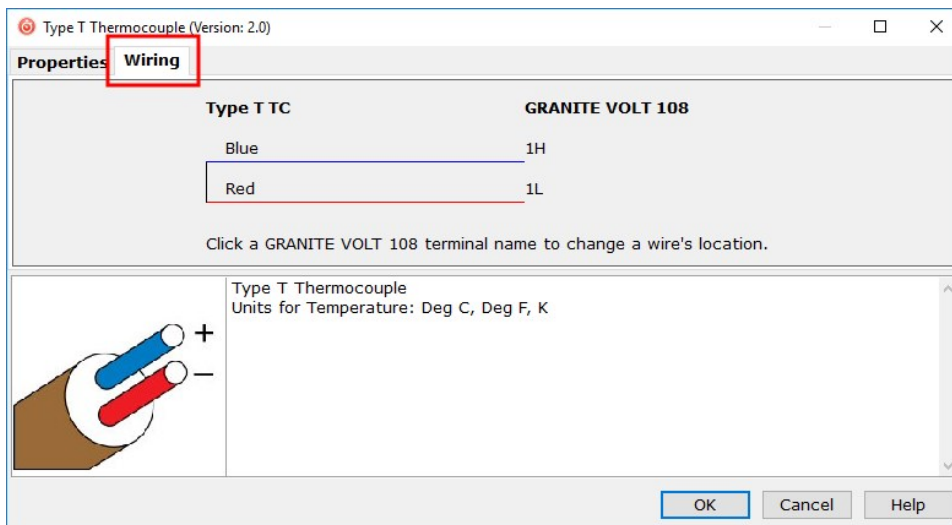 Type T Thermocouple (Version: 2.0)
Properties Wiring
Type T TC GRANITE VOLT 108
Blue 1H
Red 1L
Click a GRANITE VOLT 108 terminal name to change a wire's location.
Type T Thermocouple
Units for Temperature: Deg C, Deg F, K
+
−
OK Cancel Help